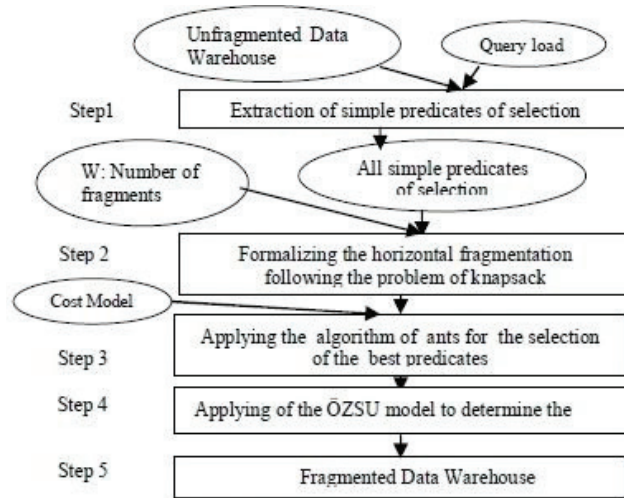 Unfragmented Data
Warehouse
Query load
Step1
Extraction of simple predicates of selection
W: Number of
fragments
All simple predicates
of selection
Step 2
Formalizing the horizontal fragmentation
following the problem of knapsack
Cost Model
Step 3
Applying the algorithm of ants for the selection
of the best predicates
Step 4
Applying of the ÖZSU model to determine the
Step 5
Fragmented Data Warehouse